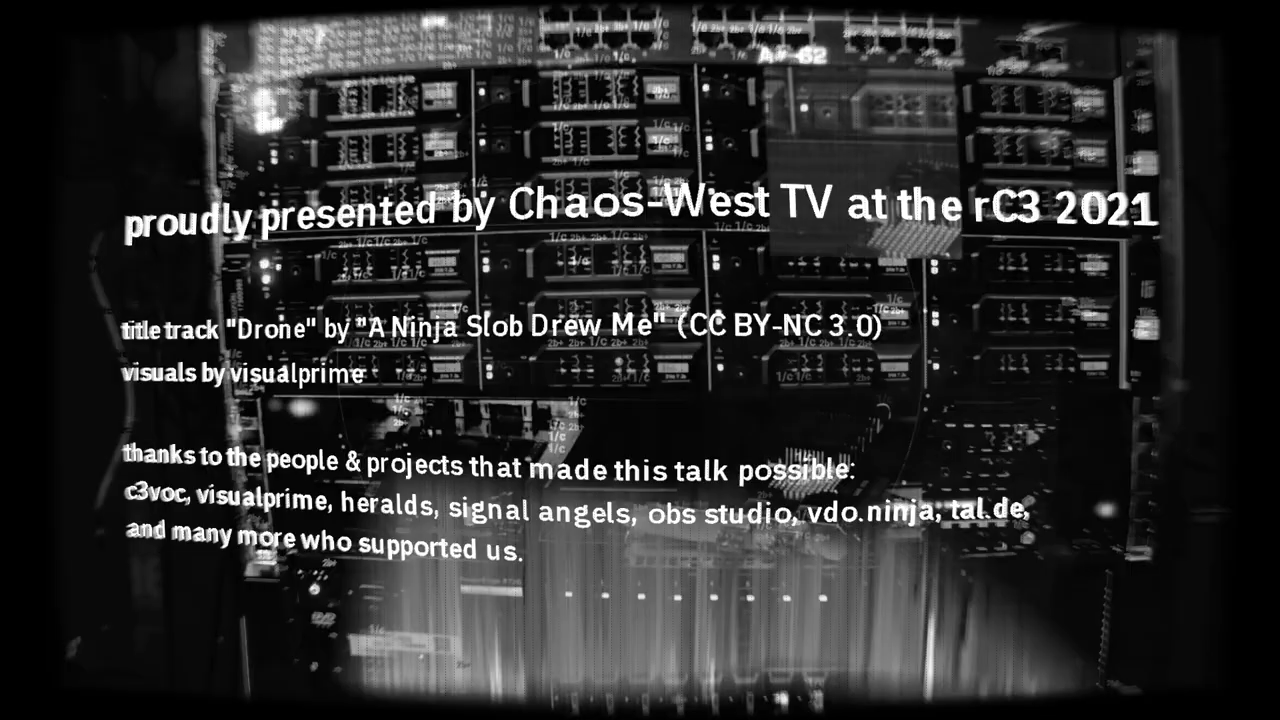 proudly presented by Chaos-West TV at the rC3 2021
title track "Drone" by "A Ninja Slob Drew Me" (CC BY-NC 3.0)
visuals by visualprime
thanks to the people & projects that made this talk possible:
c3voc, visualprime, heralds, signal angels, obs studio, vdo.ninja, tal.de,
and many more who supported us.